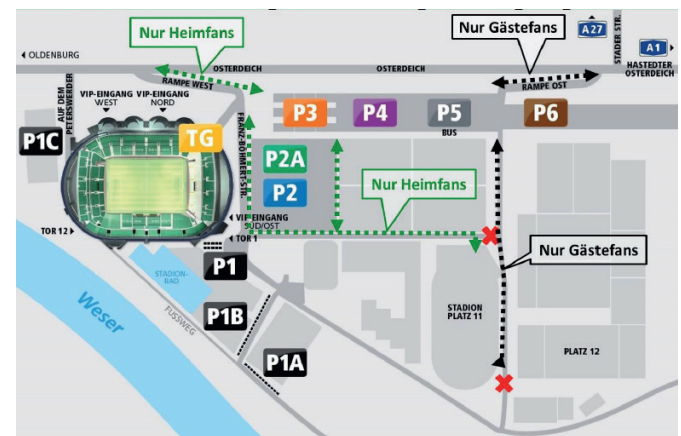 Nur Heimfans
Nur Gästefans
A27
STADER STR.
A1
OLDENBURG
OSTERDEICH
OSTERDEICH
HASTEDTER
OSTERDEICH
RAMPE WEST
RAMPE OST
AUF DEM
PETERSWERDER
VIP-EINGANG
WEST
VIP-EINGANG
NORD
P3
P4
P5
P6
BUS
P1C
TG
FRANZ-BÖHMERT-STR.
P2A
P2
Nur Heimfans
VIP-EINGANG
SÜD/OST
TOR 12
TOR 1
Nur Gästefans
P1
STADION-
BAD
Weser
FUSSWEG
P1B
P1A
STADION
PLATZ 11
PLATZ 12